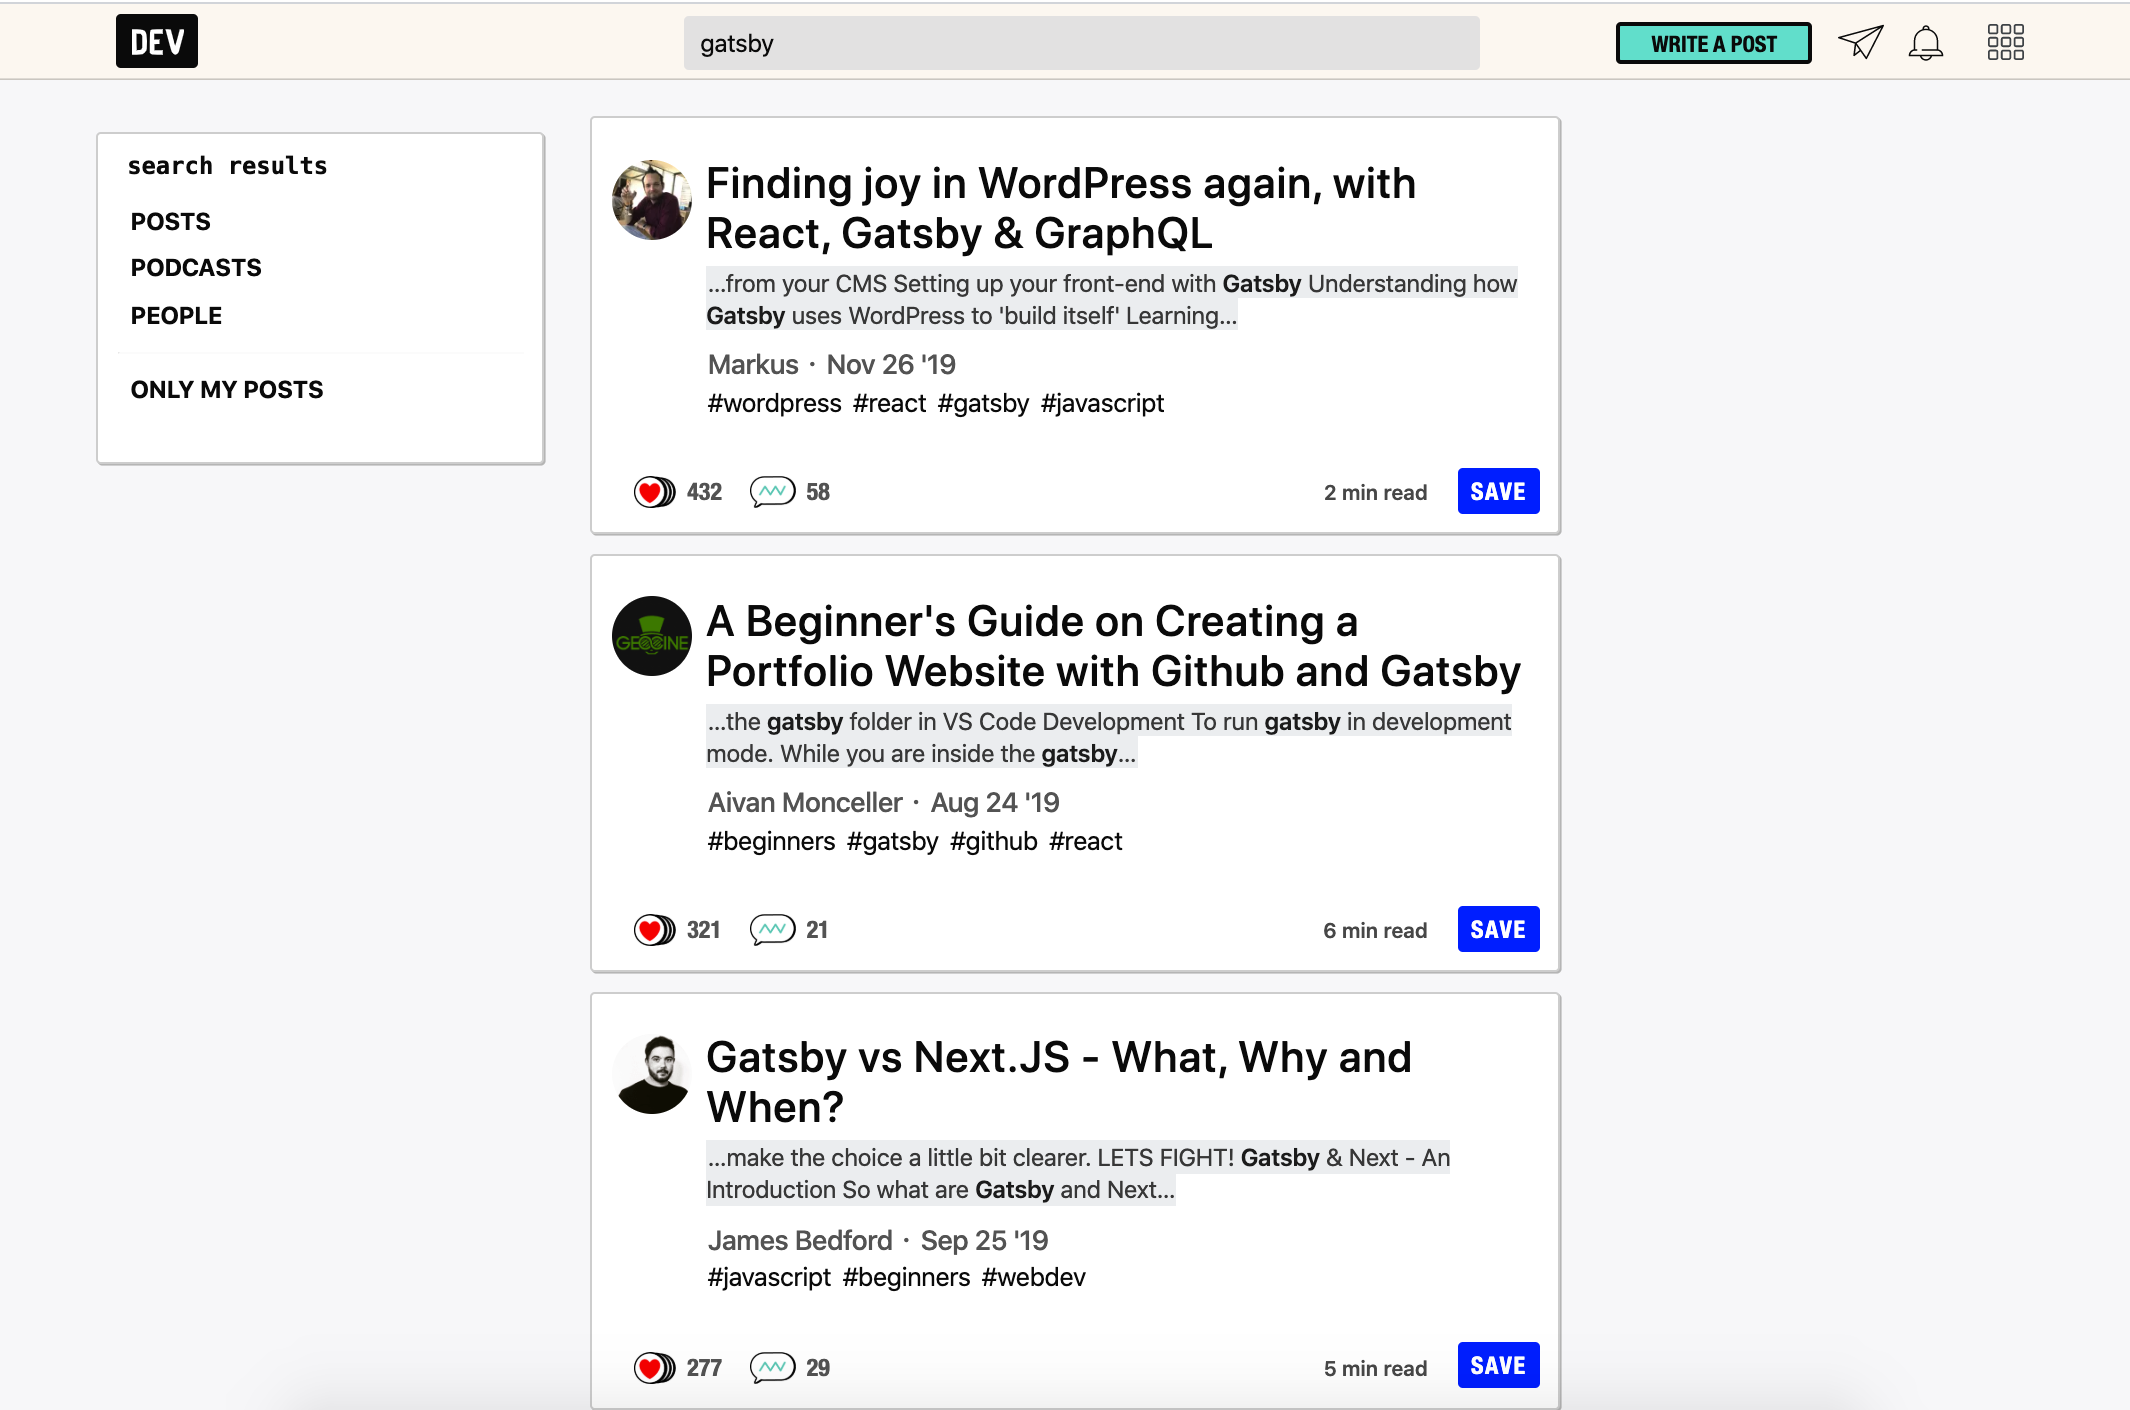 DEV
gatsby
WRITE A POST
search results
POSTS
PODCASTS
PEOPLE
ONLY MY POSTS
Finding joy in WordPress again, with
React, Gatsby & GraphQL
...from your CMS Setting up your front-end with Gatsby Understanding how
Gatsby uses WordPress to 'build itself' Learning...
Markus · Nov 26 '19
#wordpress #react #gatsby #javascript
432 58 2 min read SAVE
GEOCINE
A Beginner's Guide on Creating a
Portfolio Website with Github and Gatsby
...the gatsby folder in VS Code Development To run gatsby in development
mode. While you are inside the gatsby...
Aivan Monceller · Aug 24 '19
#beginners #gatsby #github #react
321 21 6 min read SAVE
Gatsby vs Next.JS - What, Why and
When?
...make the choice a little bit clearer. LETS FIGHT! Gatsby & Next - An
Introduction So what are Gatsby and Next...
James Bedford · Sep 25 '19
#javascript #beginners #webdev
277 29 5 min read SAVE